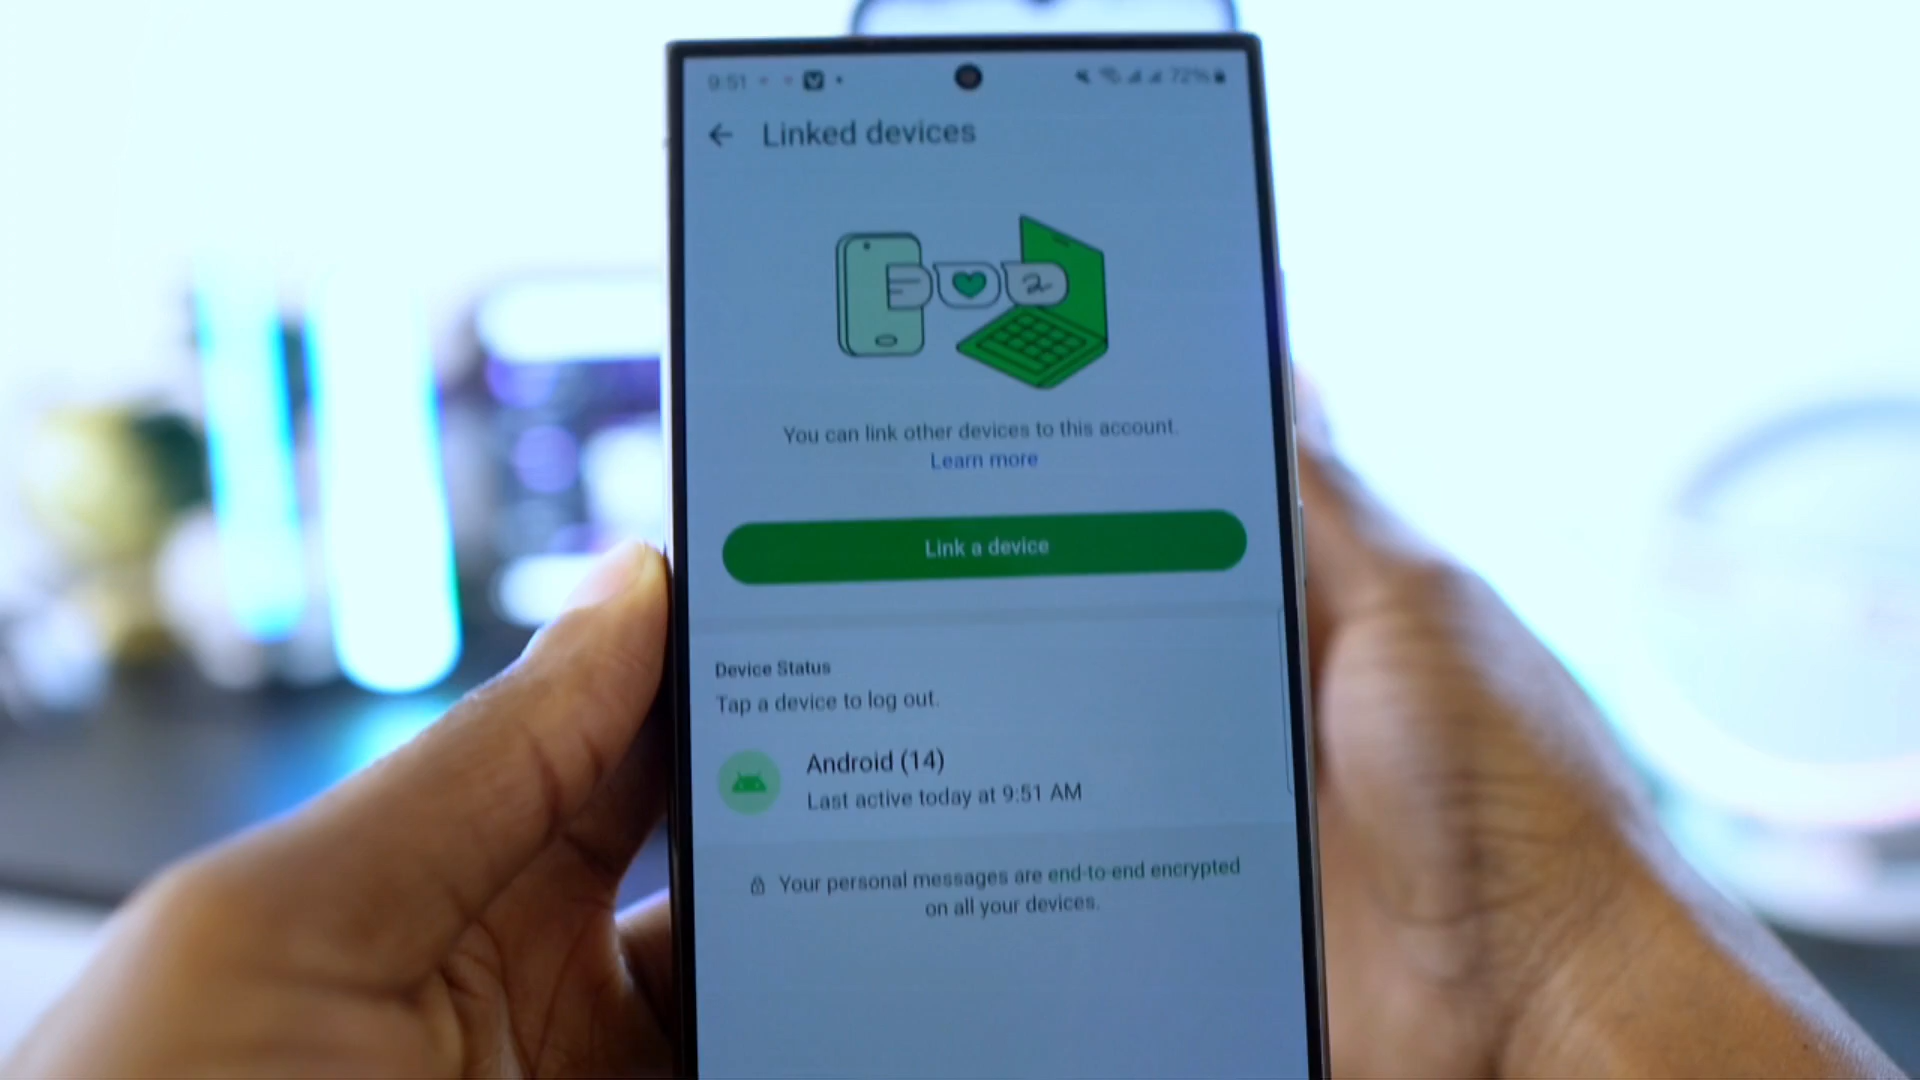 9:51
72%
Linked devices
You can link other devices to this account.
Learn more
Link a device
Device Status
Tap a device to log out.
Android (14)
Last active today at 9:51 AM
Your personal messages are end-to-end encrypted
on all your devices.